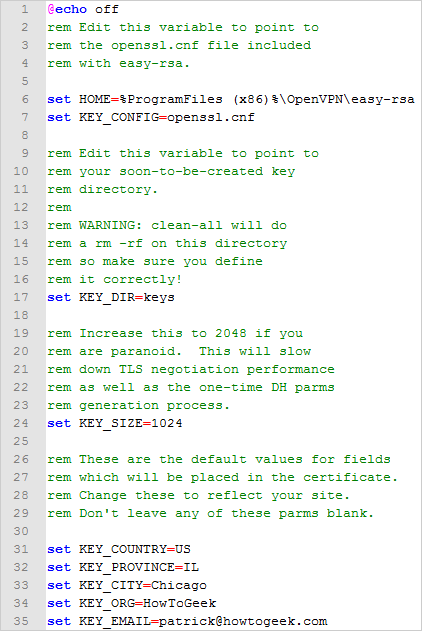 1 @echo off
2 rem Edit this variable to point to
3 rem the openssl.cnf file included
4 rem with easy-rsa.
5
6 set HOME=%ProgramFiles (x86)%\OpenVPN\easy-rsa
7 set KEY_CONFIG=openssl.cnf
8
9 rem Edit this variable to point to
10 rem your soon-to-be-created key
11 rem directory.
12 rem
13 rem WARNING: clean-all will do
14 rem a rm -rf on this directory
15 rem so make sure you define
16 rem it correctly!
17 set KEY_DIR=keys
18
19 rem Increase this to 2048 if you
20 rem are paranoid.  This will slow
21 rem down TLS negotiation performance
22 rem as well as the one-time DH parms
23 rem generation process.
24 set KEY_SIZE=1024
25
26 rem These are the default values for fields
27 rem which will be placed in the certificate.
28 rem Change these to reflect your site.
29 rem Don't leave any of these parms blank.
30
31 set KEY_COUNTRY=US
32 set KEY_PROVINCE=IL
33 set KEY_CITY=Chicago
34 set KEY_ORG=HowToGeek
35 set KEY_EMAIL=patrick@howtogeek.com